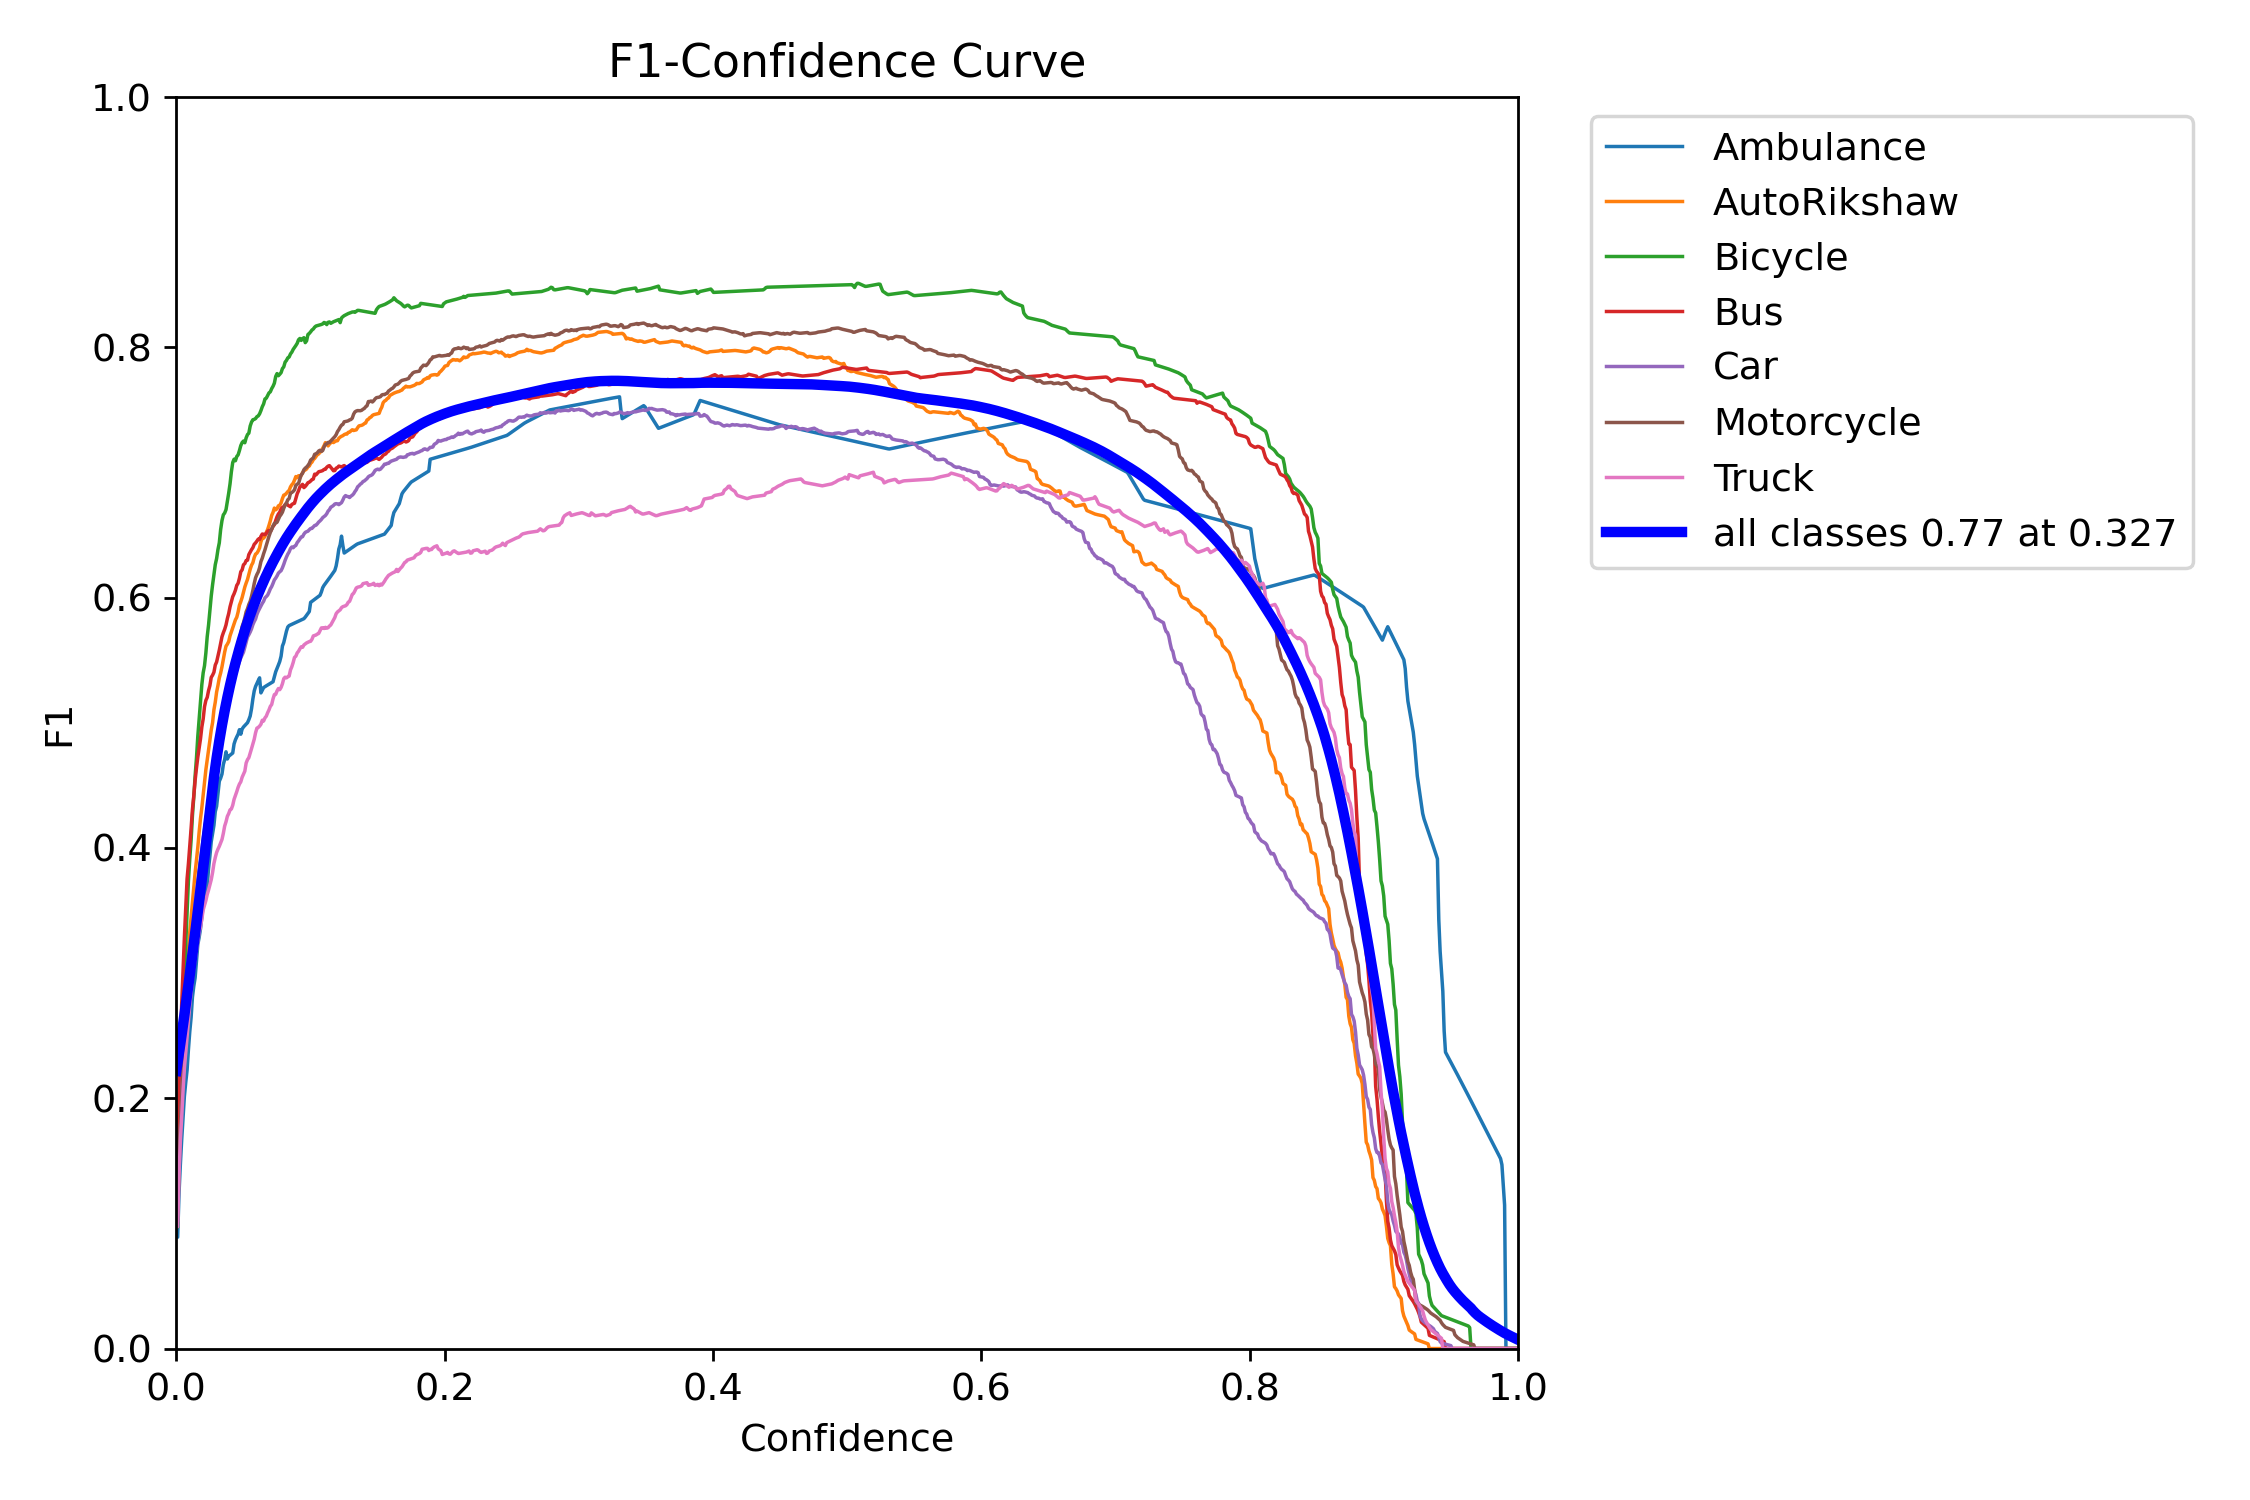 F1-Confidence Curve
1.0
0.8
0.6
0.4
0.2
0.0
F1
0.0 0.2 0.4 0.6 0.8 1.0
Confidence
Ambulance
AutoRikshaw
Bicycle
Bus
Car
Motorcycle
Truck
all classes 0.77 at 0.327